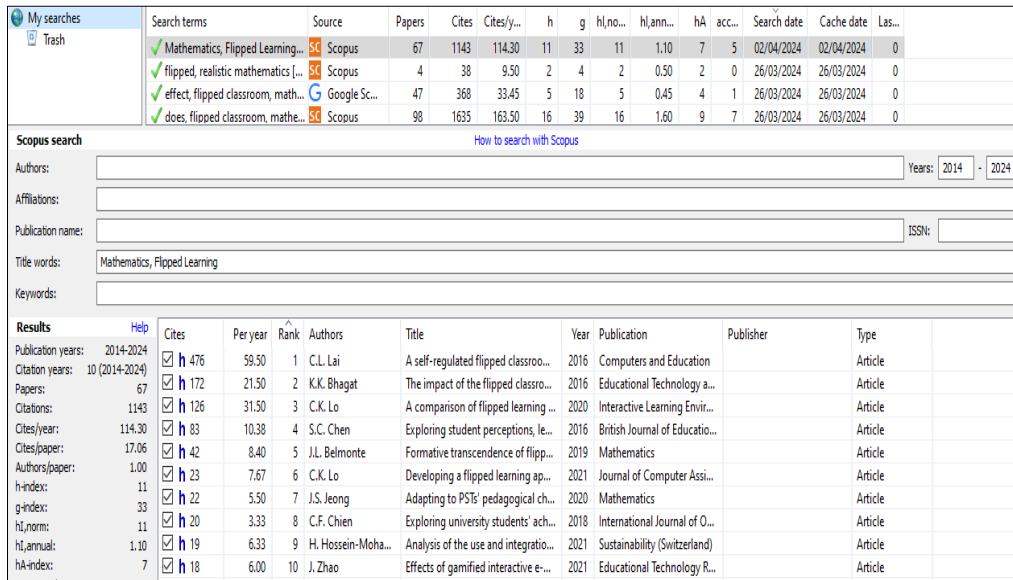 My searches
Trash
Search terms Source Papers Cites Cites/y... h g hI,no... hI,ann... hA acc... Search date Cache date Las...
Mathematics, Flipped Learning... SC Scopus 67 1143 114.30 11 33 11 1.10 7 5 02/04/2024 02/04/2024 0
flipped, realistic mathematics [... SC Scopus 4 38 9.50 2 4 2 0.50 2 0 26/03/2024 26/03/2024 0
effect, flipped classroom, math... G Google Sc... 47 368 33.45 5 18 5 0.45 4 1 26/03/2024 26/03/2024 0
does, flipped classroom, mathe... SC Scopus 98 1635 163.50 16 39 16 1.60 9 7 26/03/2024 26/03/2024 0
Scopus search How to search with Scopus
Authors: Years: 2014 - 2024
Affiliations:
Publication name: ISSN:
Title words: Mathematics, Flipped Learning
Keywords:
Results Help
Publication years: 2014-2024
Citation years: 10 (2014-2024)
Papers: 67
Citations: 1143
Cites/year: 114.30
Cites/paper: 17.06
Authors/paper: 1.00
h-index: 11
g-index: 33
hI,norm: 11
hI,annual: 1.10
hA-index: 7
Cites Per year Rank Authors Title Year Publication Publisher Type
h 476 59.50 1 C.L. Lai A self-regulated flipped classroo... 2016 Computers and Education Article
h 172 21.50 2 K.K. Bhagat The impact of the flipped classro... 2016 Educational Technology a... Article
h 126 31.50 3 C.K. Lo A comparison of flipped learning ... 2020 Interactive Learning Envir... Article
h 83 10.38 4 S.C. Chen Exploring student perceptions, le... 2016 British Journal of Educatio... Article
h 42 8.40 5 J.L. Belmonte Formative transcendence of flipp... 2019 Mathematics Article
h 23 7.67 6 C.K. Lo Developing a flipped learning ap... 2021 Journal of Computer Assi... Article
h 22 5.50 7 J.S. Jeong Adapting to PSTs' pedagogical ch... 2020 Mathematics Article
h 20 3.33 8 C.F. Chien Exploring university students' ach... 2018 International Journal of O... Article
h 19 6.33 9 H. Hossein-Moha... Analysis of the use and integratio... 2021 Sustainability (Switzerland) Article
h 18 6.00 10 J. Zhao Effects of gamified interactive e-... 2021 Educational Technology R... Article